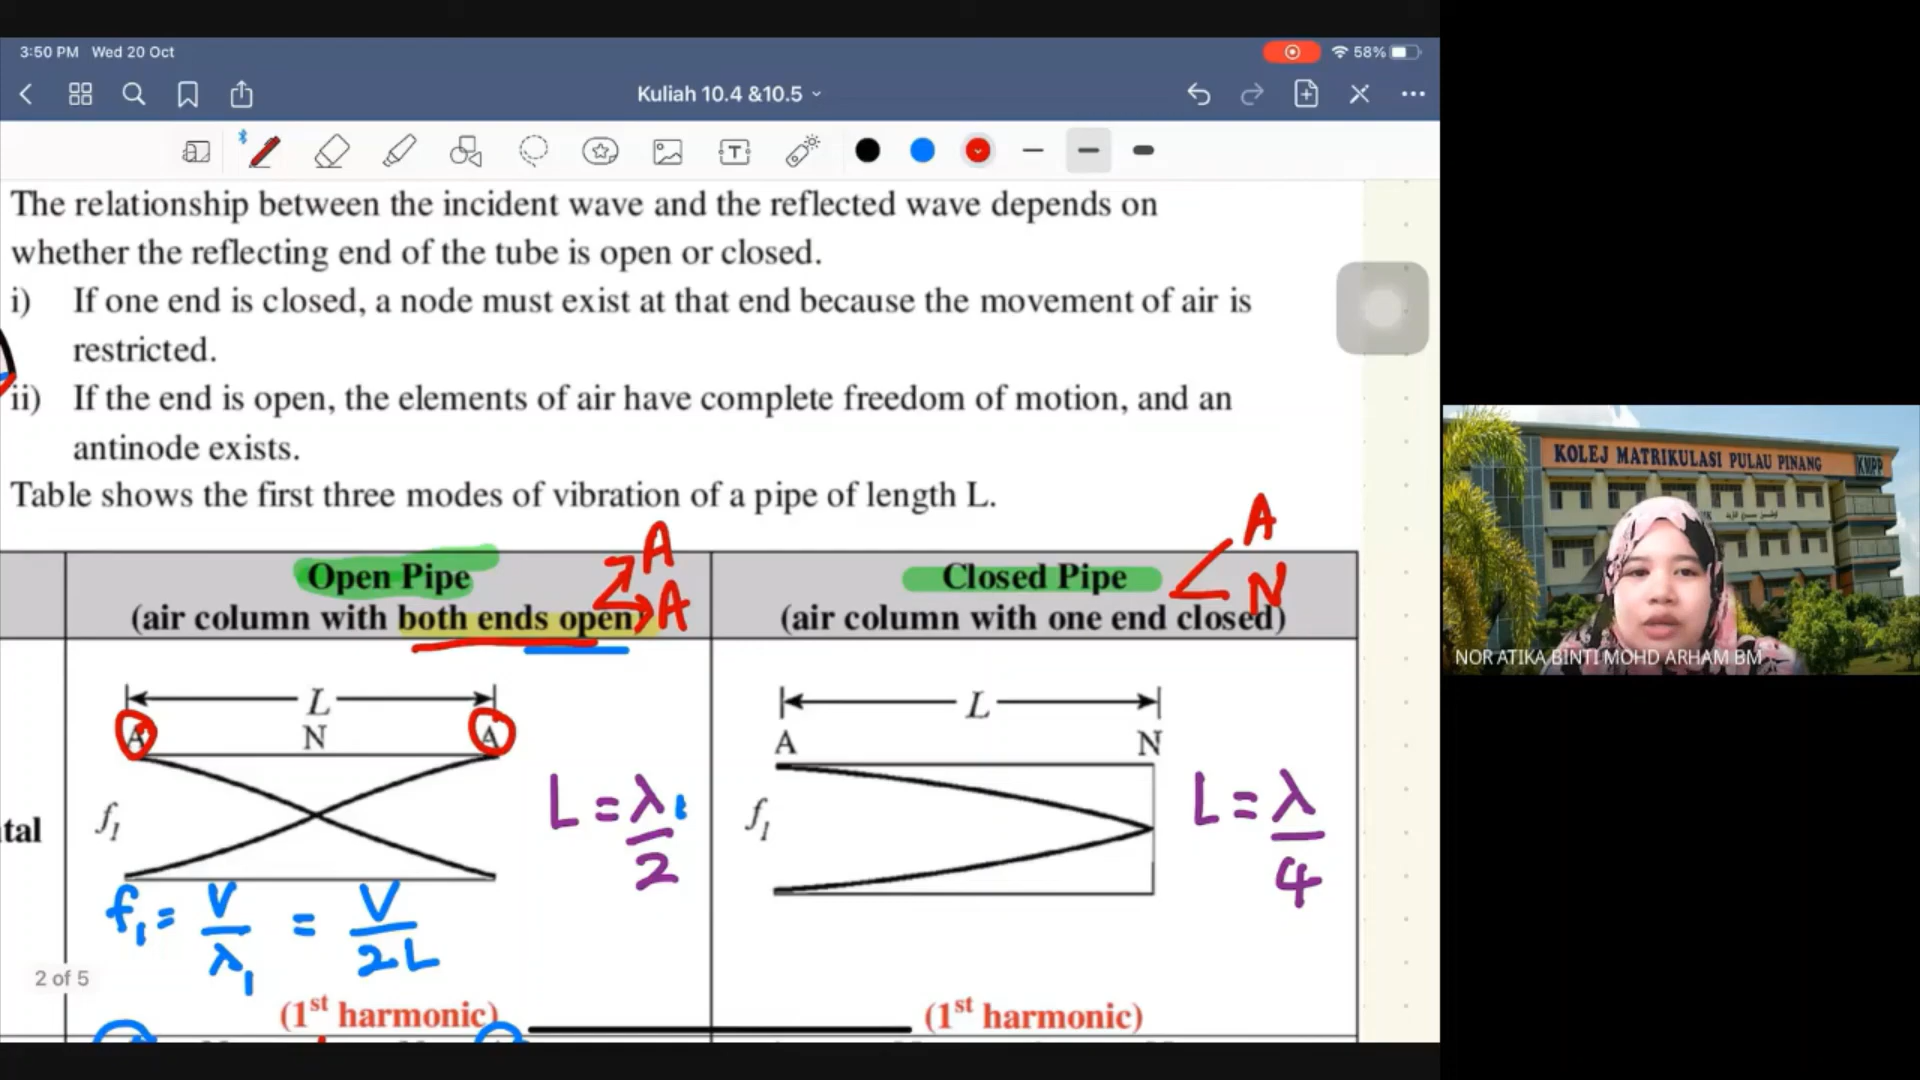 3:50 PM Wed 20 Oct
58%
Kuliah 10.4 &10.5
T
The relationship between the incident wave and the reflected wave depends on
whether the reflecting end of the tube is open or closed.
i) If one end is closed, a node must exist at that end because the movement of air is
restricted.
ii) If the end is open, the elements of air have complete freedom of motion, and an
antinode exists.
Table shows the first three modes of vibration of a pipe of length L.
Open Pipe
(air column with both ends open)
A
A
Closed Pipe
(air column with one end closed)
A
N
tal
L
A N A
f₁
L = λ₁/2
f₁ = V/λ₁ = V/2L
(1st harmonic)
L
A N
f₁
L = λ/4
(1st harmonic)
2 of 5
KOLEJ MATRIKULASI PULAU PINANG
KMPP
NOR ATIKA BINTI MOHD ARHAM BM